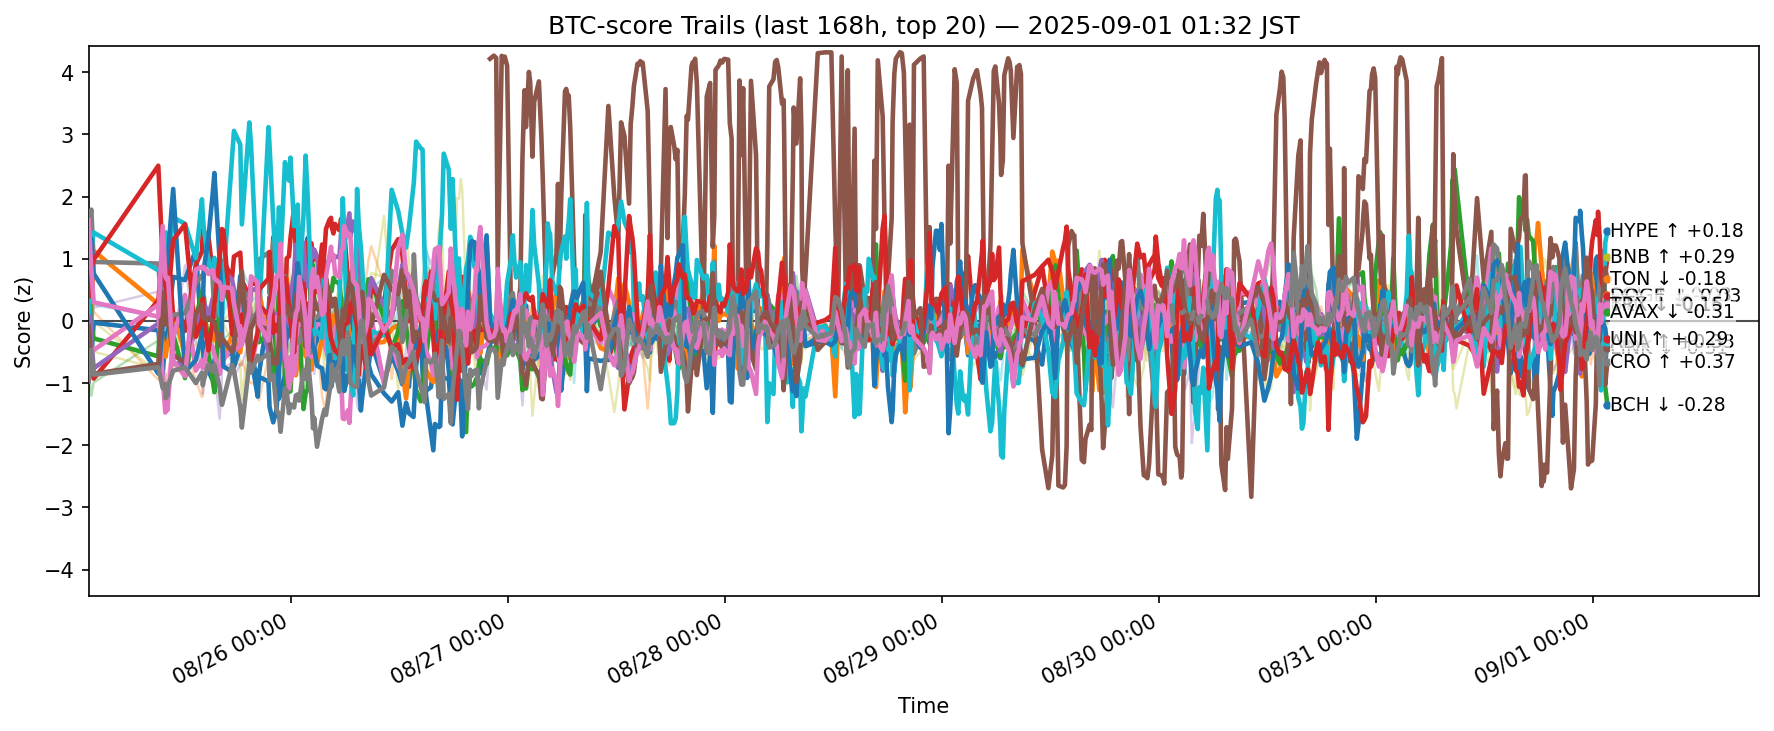 BTC-score Trails (last 168h, top 20) — 2025-09-01 01:32 JST
4
3
2
1
0
−1
−2
−3
−4
Score (z)
HYPE ↑ +0.18
BNB ↑ +0.29
TON ↓ -0.18
DOGE
AVAX ↓ -0.31
UNI ↑ +0.29
CRO ↑ +0.37
BCH ↓ -0.28
08/26 00:00
08/27 00:00
08/28 00:00
08/29 00:00
08/30 00:00
08/31 00:00
09/01 00:00
Time